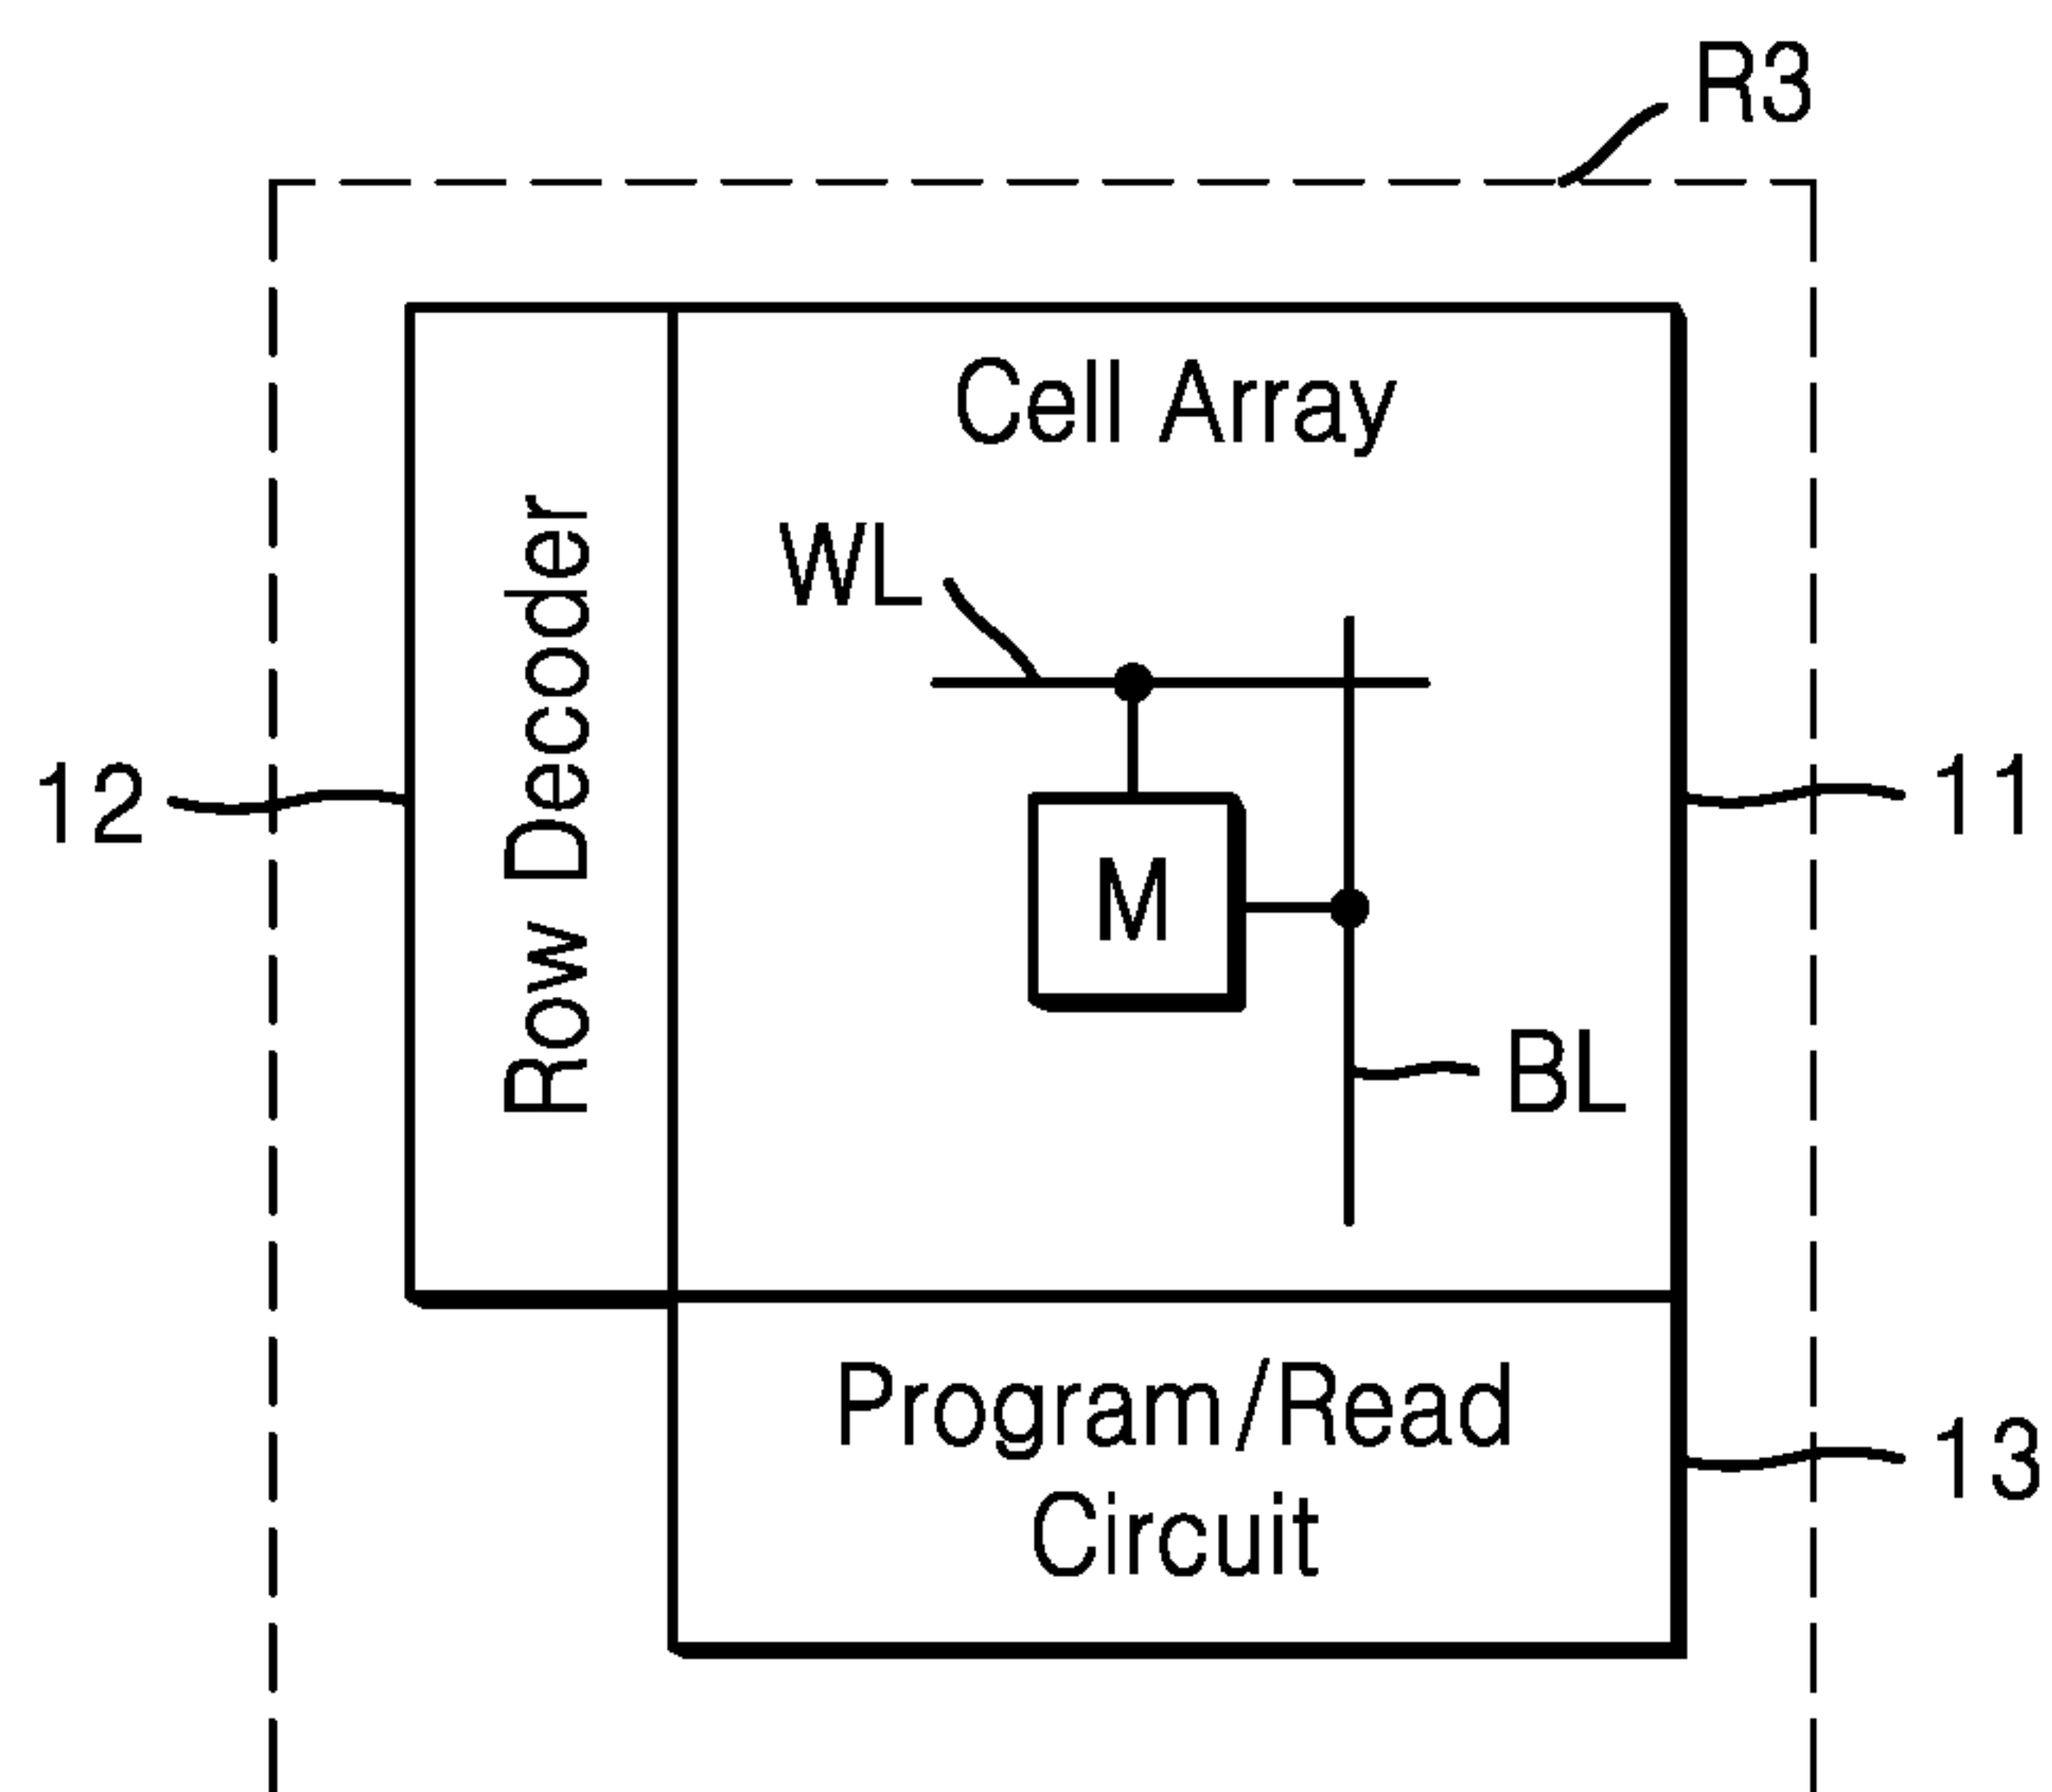 R3
Cell Array
WL
Row Decoder
12
11
M
BL
Program/Read
Circuit
13